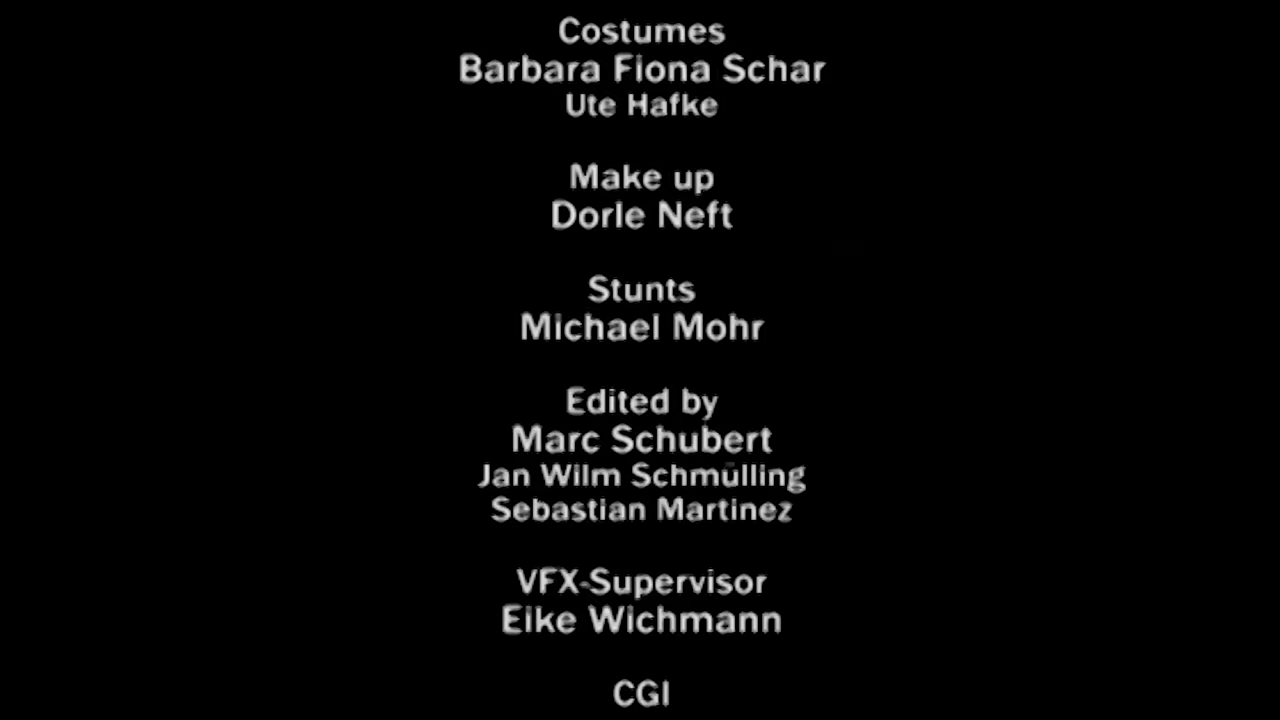 Costumes
Barbara Fiona Schar
Ute Hafke
Make up
Dorle Neft
Stunts
Michael Mohr
Edited by
Marc Schubert
Jan Wilm Schmülling
Sebastian Martinez
VFX-Supervisor
Eike Wichmann
CGI